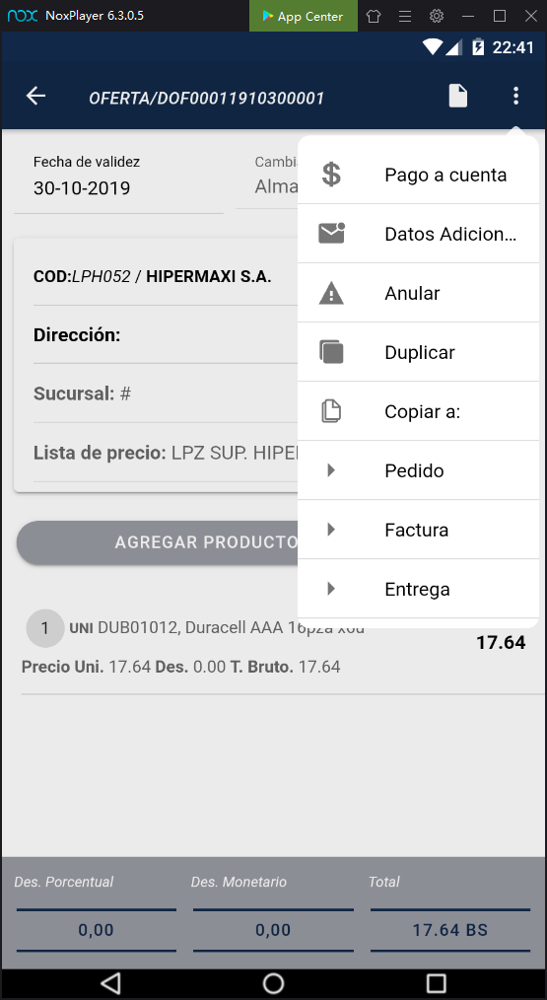 nox NoxPlayer 6.3.0.5 App Center
22:41
OFERTA/DOF00011910300001
Fecha de validez
30-10-2019
Cambi
Alma
COD:LPH052 / HIPERMAXI S.A.
Dirección:
Sucursal: #
Lista de precio: LPZ SUP. HIPE
AGREGAR PRODUCTO
Pago a cuenta
Datos Adicion...
Anular
Duplicar
Copiar a:
Pedido
Factura
Entrega
1 UNI DUB01012, Duracell AAA 16pza x6u
17.64
Precio Uni. 17.64 Des. 0.00 T. Bruto. 17.64
Des. Porcentual Des. Monetario Total
0,00 0,00 17.64 BS